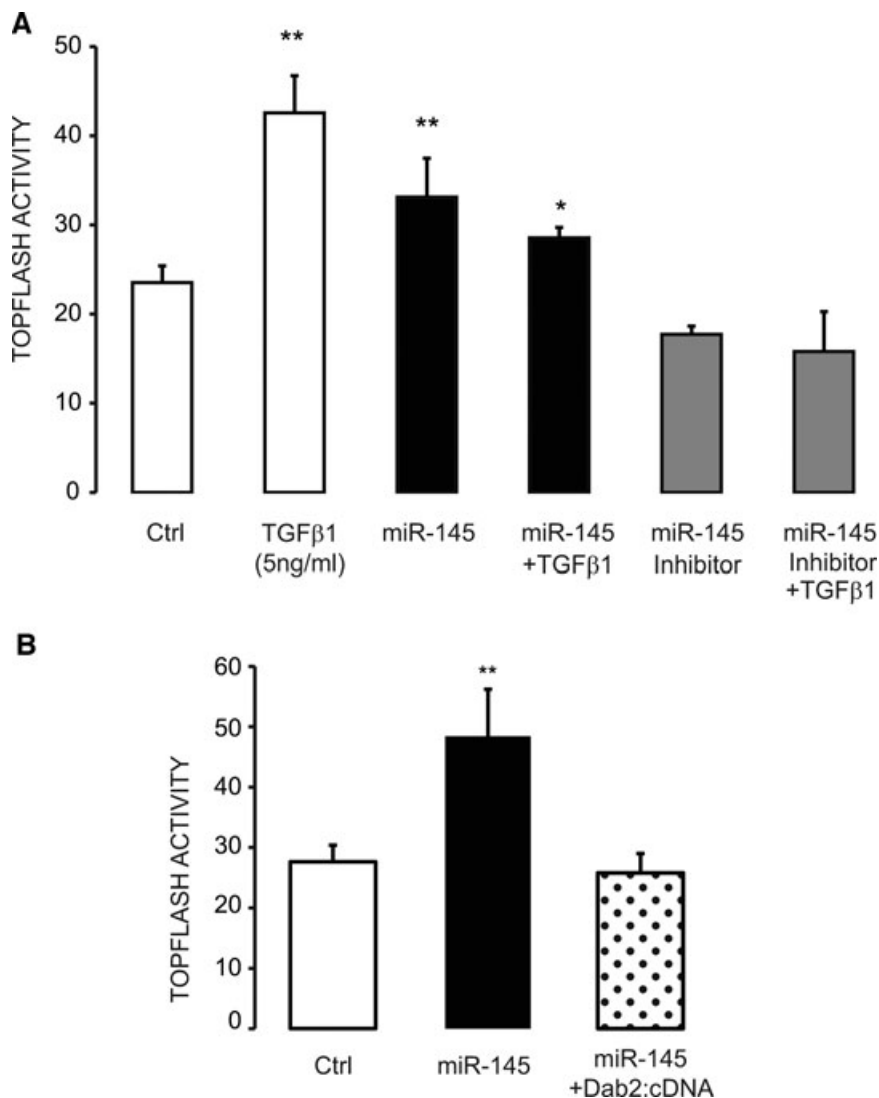 A
TOPFLASH ACTIVITY
50
40
30
20
10
0
**
**
*
Ctrl
TGFβ1
(5ng/ml)
miR-145
miR-145
+TGFβ1
miR-145
Inhibitor
miR-145
Inhibitor
+TGFβ1
B
TOPFLASH ACTIVITY
60
50
40
30
20
10
0
**
Ctrl
miR-145
miR-145
+Dab2:cDNA